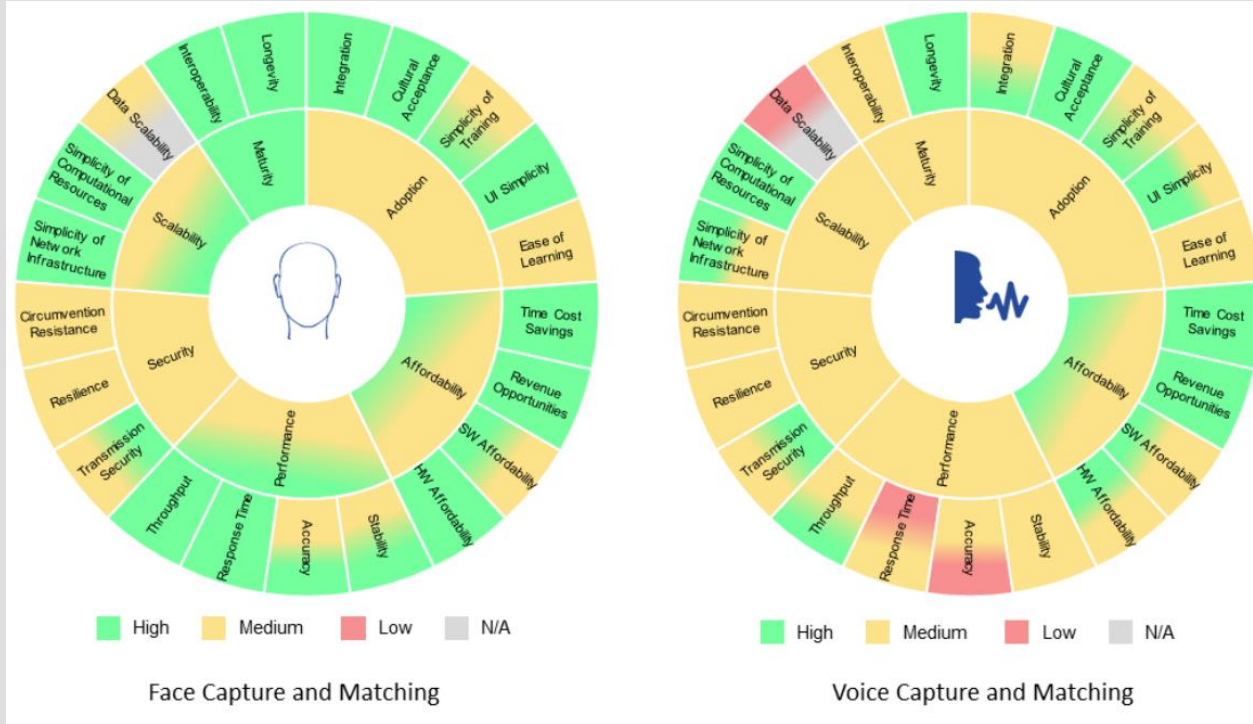 Integration
Cultural
Acceptance
Simplicity of
Training
UI Simplicity
Ease of
Learning
Time Cost
Savings
Revenue
Opportunities
SW Affordability
HW Affordability
Stability
Accuracy
Response Time
Throughput
Transmission
Security
Resilience
Circumvention
Resistance
Simplicity of
Network
Infrastructure
Simplicity of
Computational
Resources
Data Scalability
Interoperability
Longevity
Adoption
Affordability
Performance
Security
Scalability
Maturity
High
Medium
Low
N/A
Face Capture and Matching
Integration
Cultural
Acceptance
Simplicity of
Training
UI Simplicity
Ease of
Learning
Time Cost
Savings
Revenue
Opportunities
SW Affordability
HW Affordability
Stability
Accuracy
Response Time
Throughput
Transmission
Security
Resilience
Circumvention
Resistance
Simplicity of
Network
Infrastructure
Simplicity of
Computational
Resources
Data Scalability
Interoperability
Longevity
Adoption
Affordability
Performance
Security
Scalability
Maturity
High
Medium
Low
N/A
Voice Capture and Matching